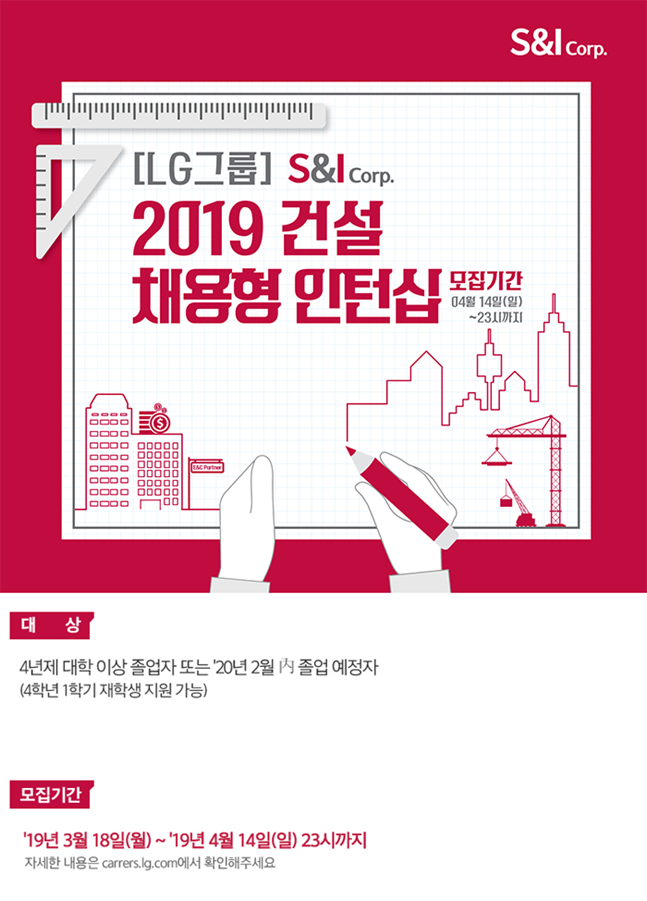 S&I Corp.
[LG그룹] S&I Corp.
2019 건설
채용형 인턴십
모집기간
04월 14일(일)
~23시까지
E&C Partner
대 상
4년제 대학 이상 졸업자 또는 '20년 2월 內 졸업 예정자
(4학년 1학기 재학생 지원 가능)
모집기간
'19년 3월 18일(월) ~ '19년 4월 14일(일) 23시까지
자세한 내용은 carrers.lg.com에서 확인해주세요